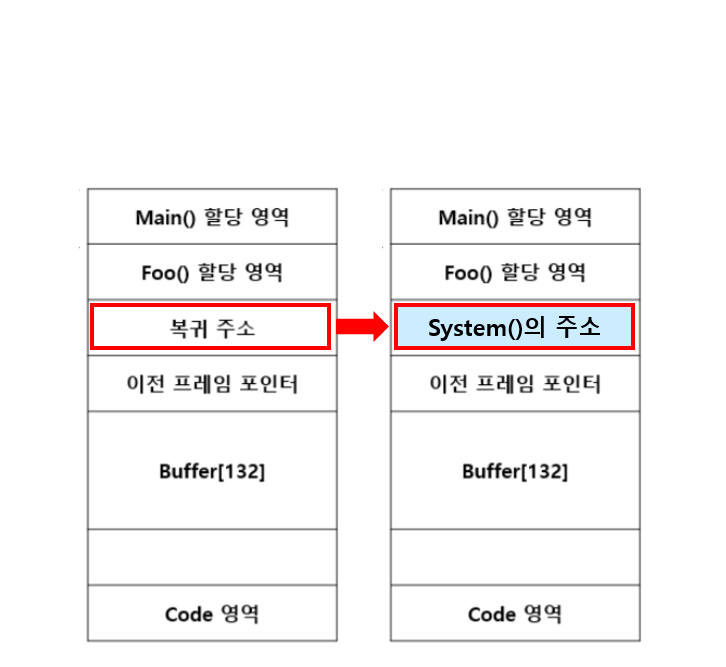 Main() 할당 영역
Foo() 할당 영역
복귀 주소
이전 프레임 포인터
Buffer[132]
Code 영역
Main() 할당 영역
Foo() 할당 영역
System()의 주소
이전 프레임 포인터
Buffer[132]
Code 영역